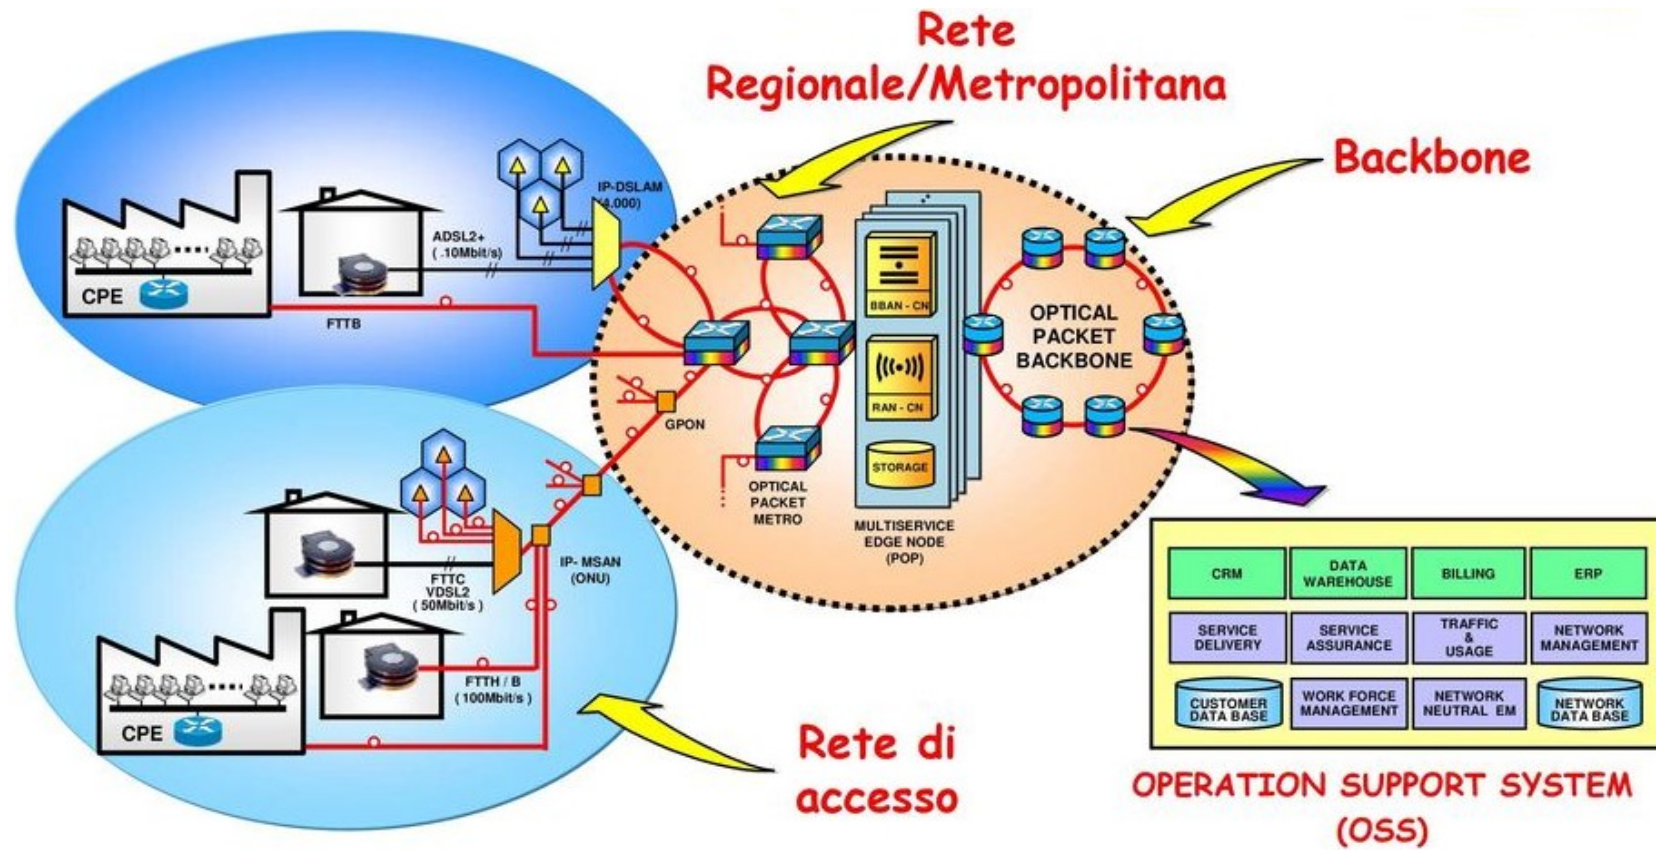 Rete
Regionale/Metropolitana
Backbone
IP-DSLAM
(4.000)
ADSL2+
( .10Mbit/s)
CPE
FTTB
BBAN - CN
RAN - CN
STORAGE
OPTICAL
PACKET
BACKBONE
GPON
OPTICAL
PACKET
METRO
MULTISERVICE
EDGE NODE
(POP)
IP- MSAN
(ONU)
FTTC
VDSL2
( 50Mbit/s )
FTTH / B
( 100Mbit/s )
CPE
Rete di
accesso
CRM
DATA
WAREHOUSE
BILLING
ERP
SERVICE
DELIVERY
SERVICE
ASSURANCE
TRAFFIC
&
USAGE
NETWORK
MANAGEMENT
CUSTOMER
DATA BASE
WORK FORCE
MANAGEMENT
NETWORK
NEUTRAL EM
NETWORK
DATA BASE
OPERATION SUPPORT SYSTEM
(OSS)